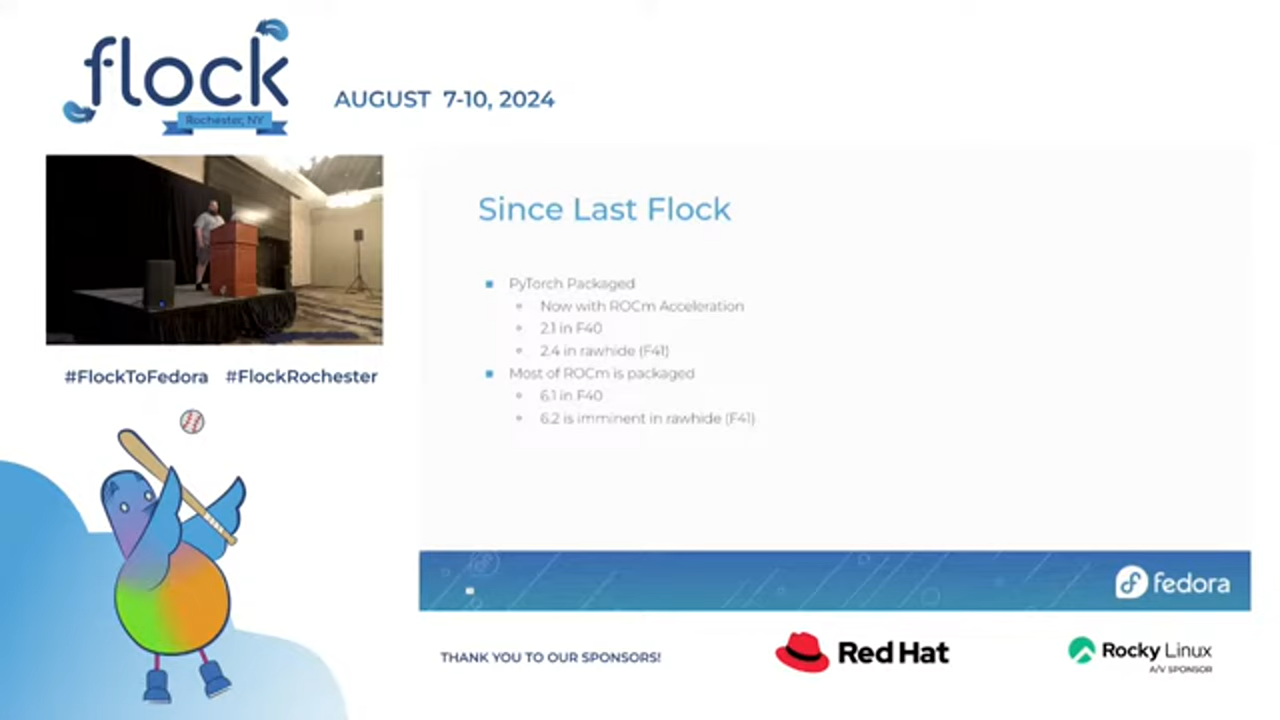 flock
Rochester, NY
AUGUST 7-10, 2024
#FlockToFedora #FlockRochester
Since Last Flock
PyTorch Packaged
Now with ROCm Acceleration
2.1 in F40
2.4 in rawhide (F41)
Most of ROCm is packaged
6.1 in F40
6.2 is imminent in rawhide (F41)
fedora
THANK YOU TO OUR SPONSORS!
Red Hat
Rocky Linux
A/V SPONSOR